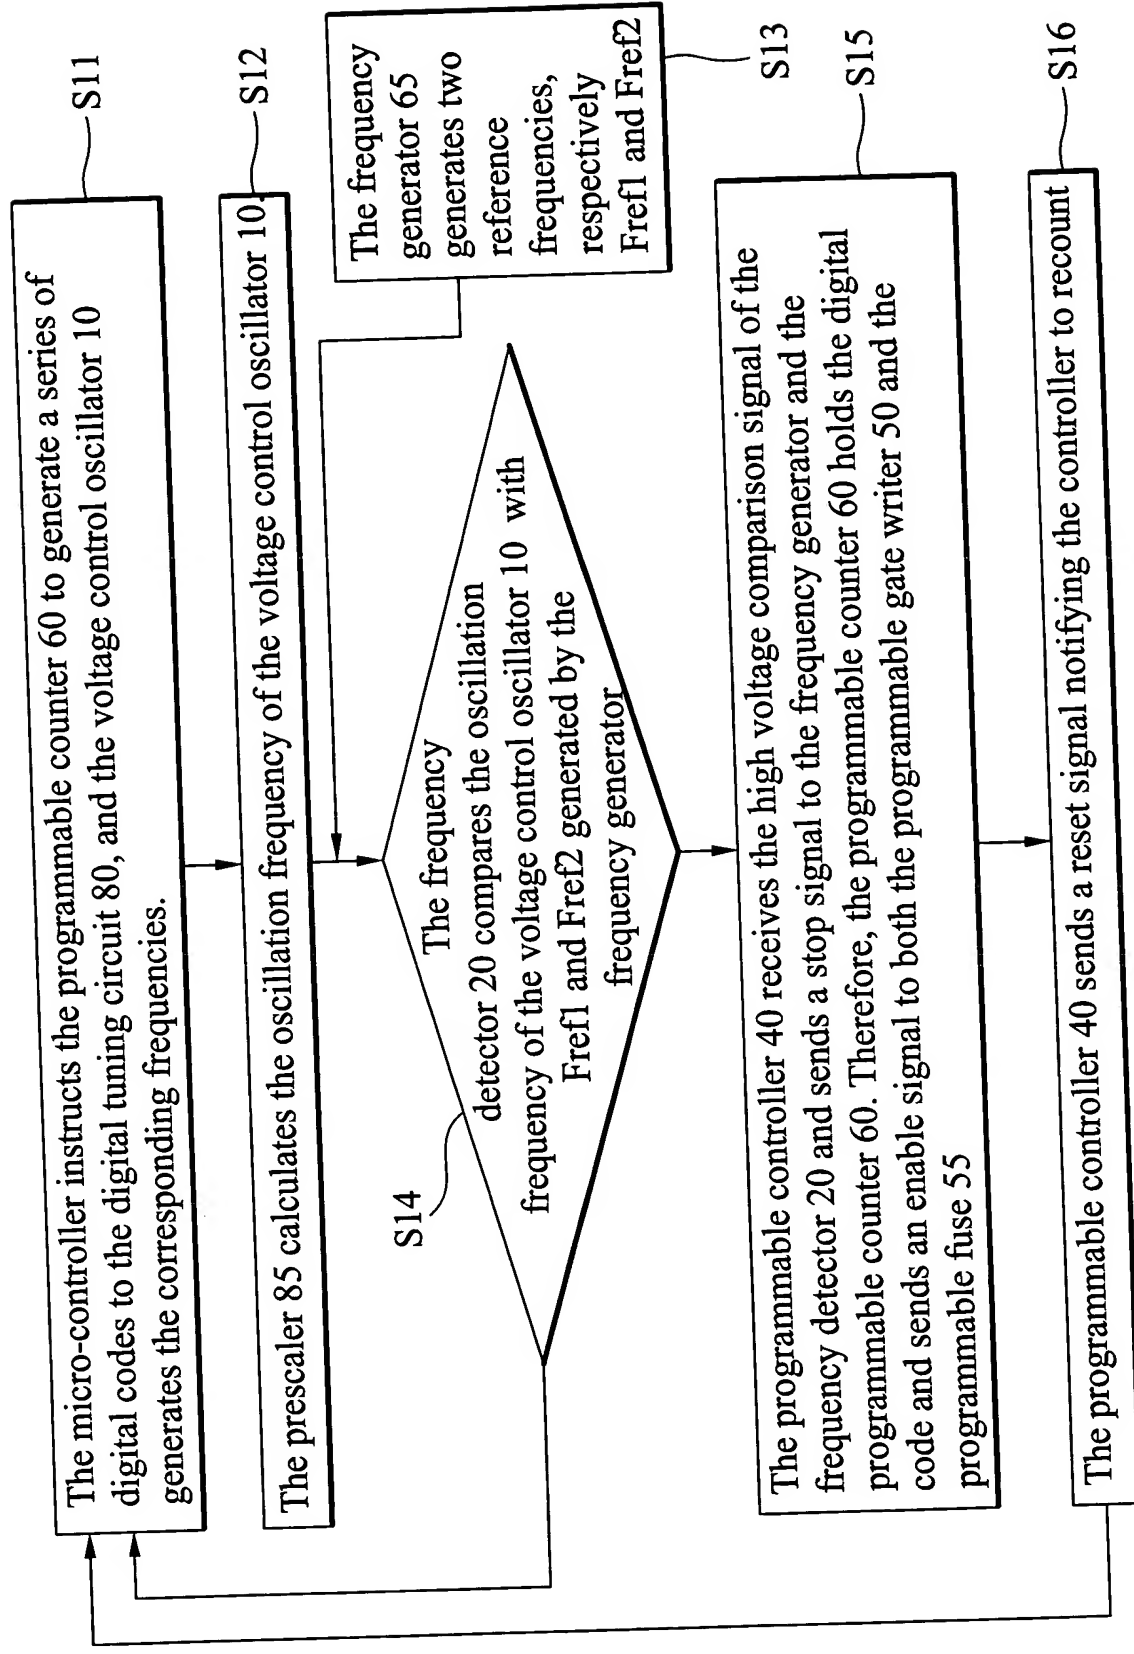 The micro-controller instructs the programmable counter 60 to generate a series of
digital codes to the digital tuning circuit 80, and the voltage control oscillator 10
generates the corresponding frequencies.
S11
The prescaler 85 calculates the oscillation frequency of the voltage control oscillator 10.
S12
The frequency
generator 65
generates two
reference
frequencies,
respectively
Fref1 and Fref2
S13
S14
The frequency
detector 20 compares the oscillation
frequency of the voltage control oscillator 10 with
Fref1 and Fref2 generated by the
frequency generator
The programmable controller 40 receives the high voltage comparison signal of the
frequency detector 20 and sends a stop signal to the frequency generator and the
programmable counter 60. Therefore, the programmable counter 60 holds the digital
code and sends an enable signal to both the programmable gate writer 50 and the
programmable fuse 55
S15
The programmable controller 40 sends a reset signal notifying the controller to recount
S16